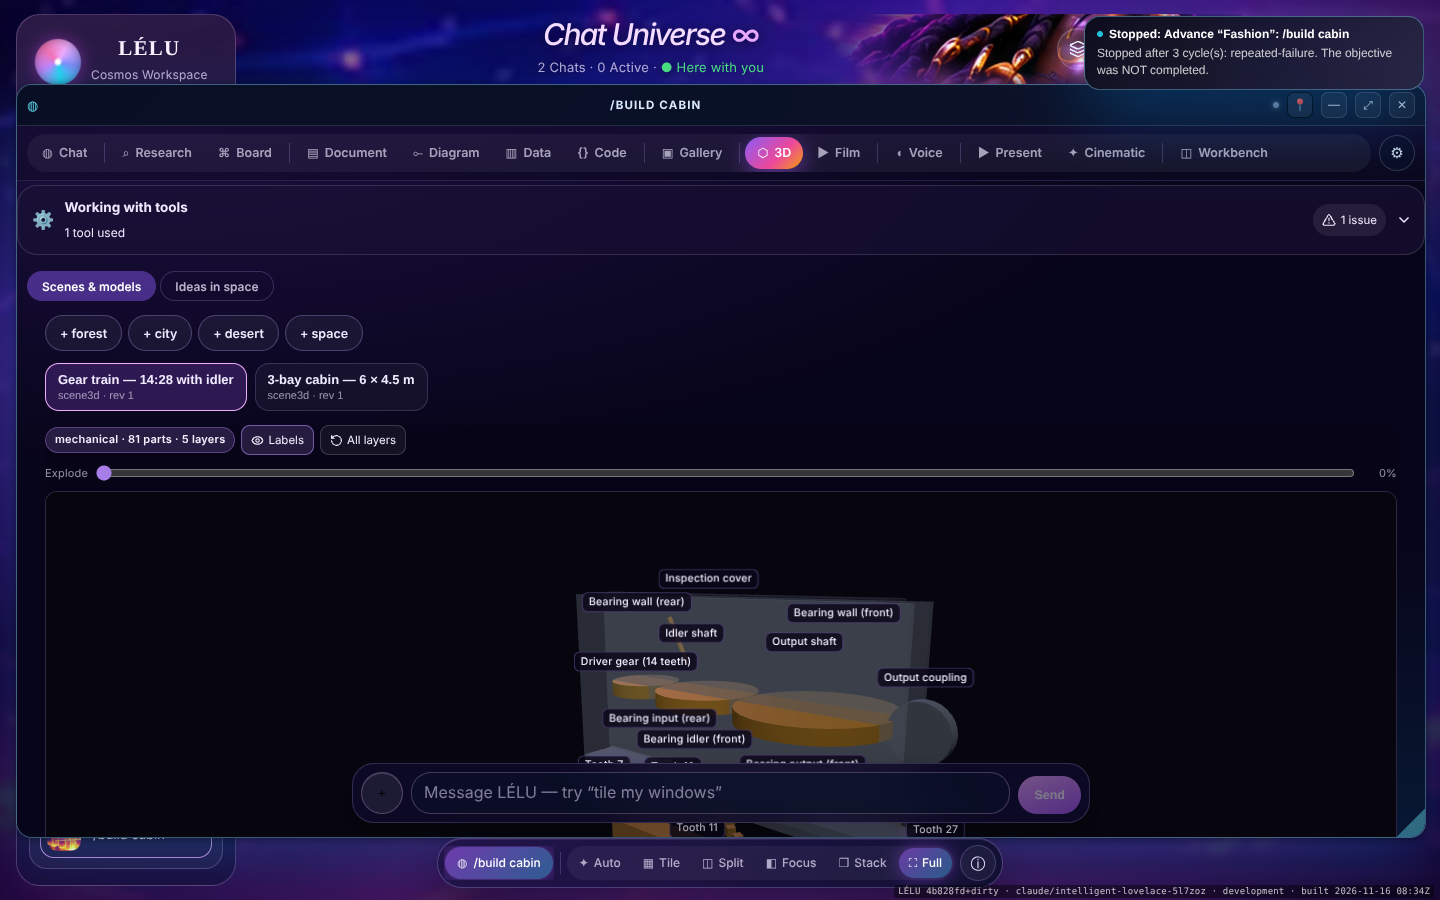 LÉLU
Cosmos Workspace
Chat Universe ∞
2 Chats · 0 Active · ● Here with you
Stopped: Advance “Fashion”: /build cabin
Stopped after 3 cycle(s): repeated-failure. The objective
was NOT completed.
/BUILD CABIN
Chat
Research
Board
Document
Diagram
Data
{} Code
Gallery
3D
Film
Voice
Present
Cinematic
Workbench
Working with tools
1 tool used
1 issue
Scenes & models
Ideas in space
+ forest
+ city
+ desert
+ space
Gear train — 14:28 with idler
scene3d · rev 1
3-bay cabin — 6 × 4.5 m
scene3d · rev 1
mechanical · 81 parts · 5 layers
Labels
All layers
Explode
0%
Inspection cover
Bearing wall (rear)
Bearing wall (front)
Idler shaft
Output shaft
Driver gear (14 teeth)
Output coupling
Bearing input (rear)
Bearing idler (front)
Bearing output (front)
Tooth 7
Message LÉLU — try “tile my windows”
Send
Tooth 11
Tooth 27
/build cabin
/build cabin
Auto
Tile
Split
Focus
Stack
Full
LÉLU 4b828fd+dirty · claude/intelligent-lovelace-5l7zoz · development · built 2026-11-16 08:34Z